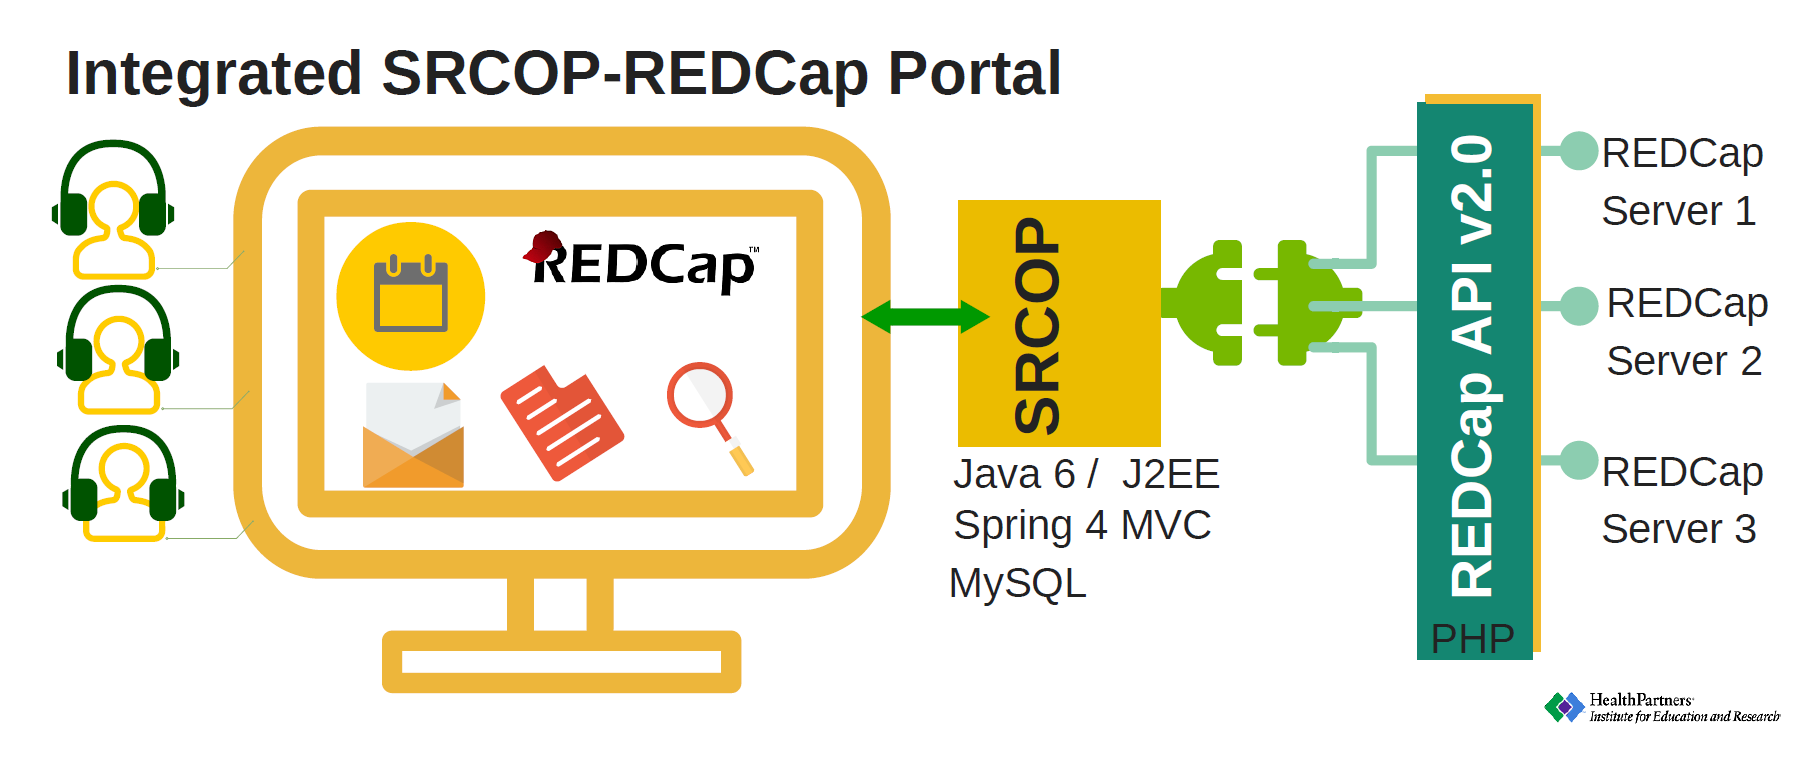 Integrated SRCOP-REDCap Portal
REDCap™
SRCOP
Java 6 / J2EE
Spring 4 MVC
MySQL
REDCap API v2.0
PHP
REDCap
Server 1
REDCap
Server 2
REDCap
Server 3
HealthPartners
Institute for Education and Research